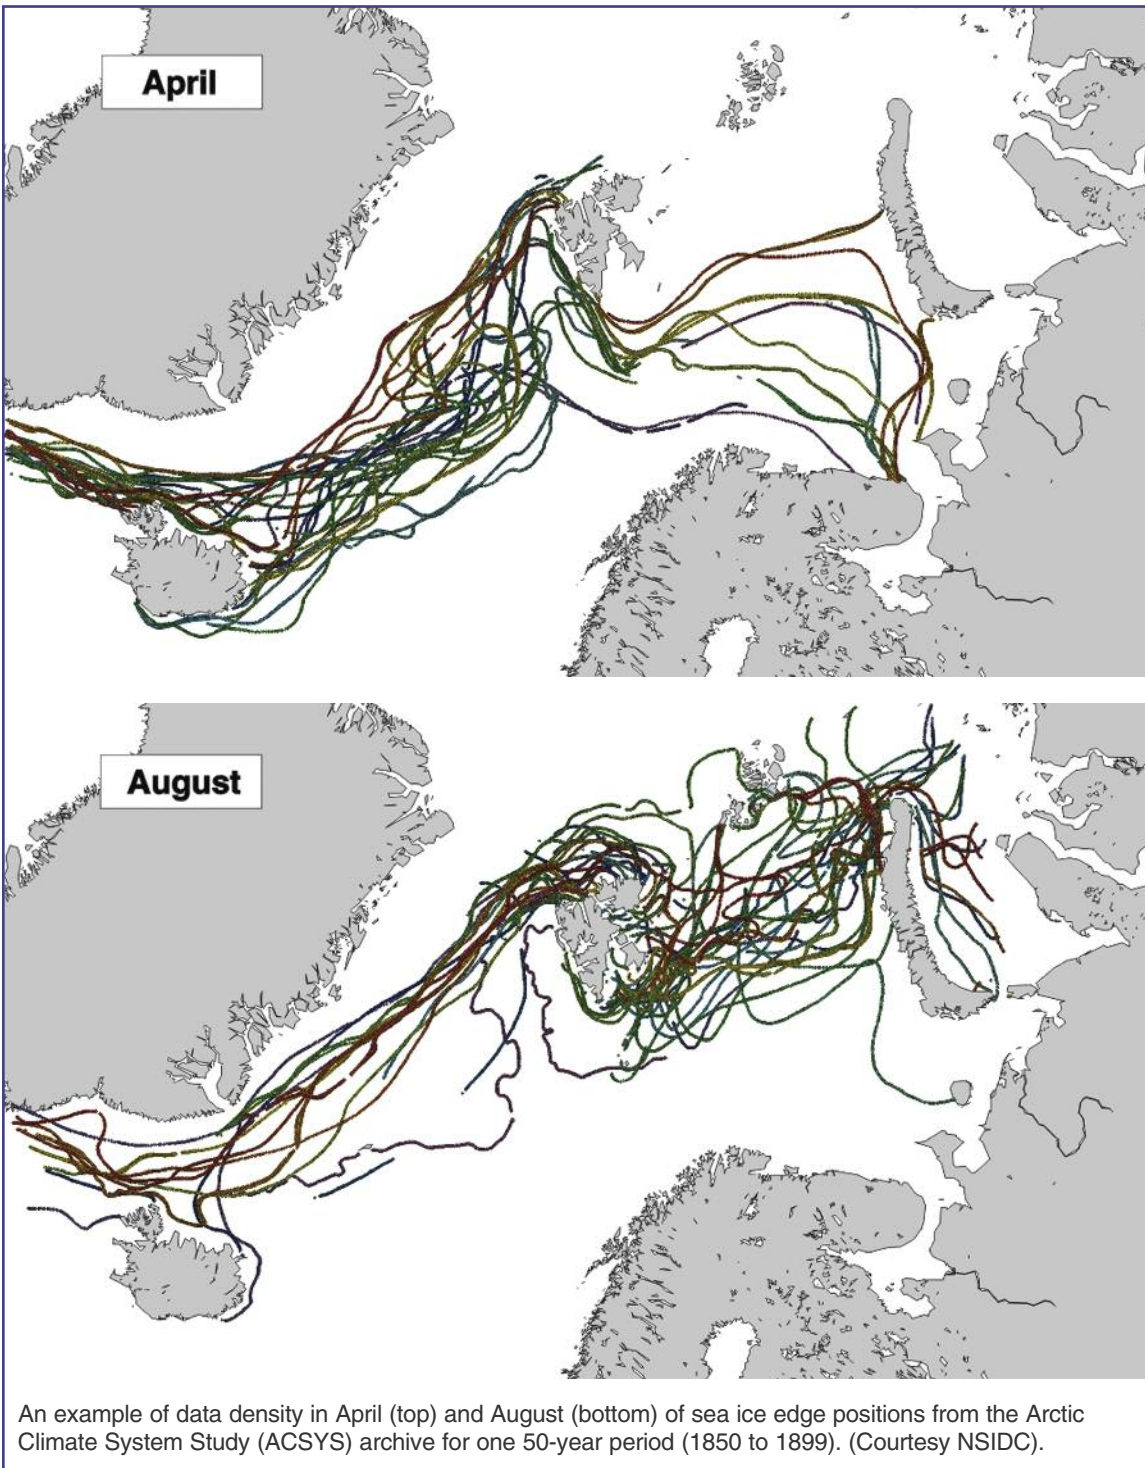 April
August
An example of data density in April (top) and August (bottom) of sea ice edge positions from the Arctic
Climate System Study (ACSYS) archive for one 50-year period (1850 to 1899). (Courtesy NSIDC).